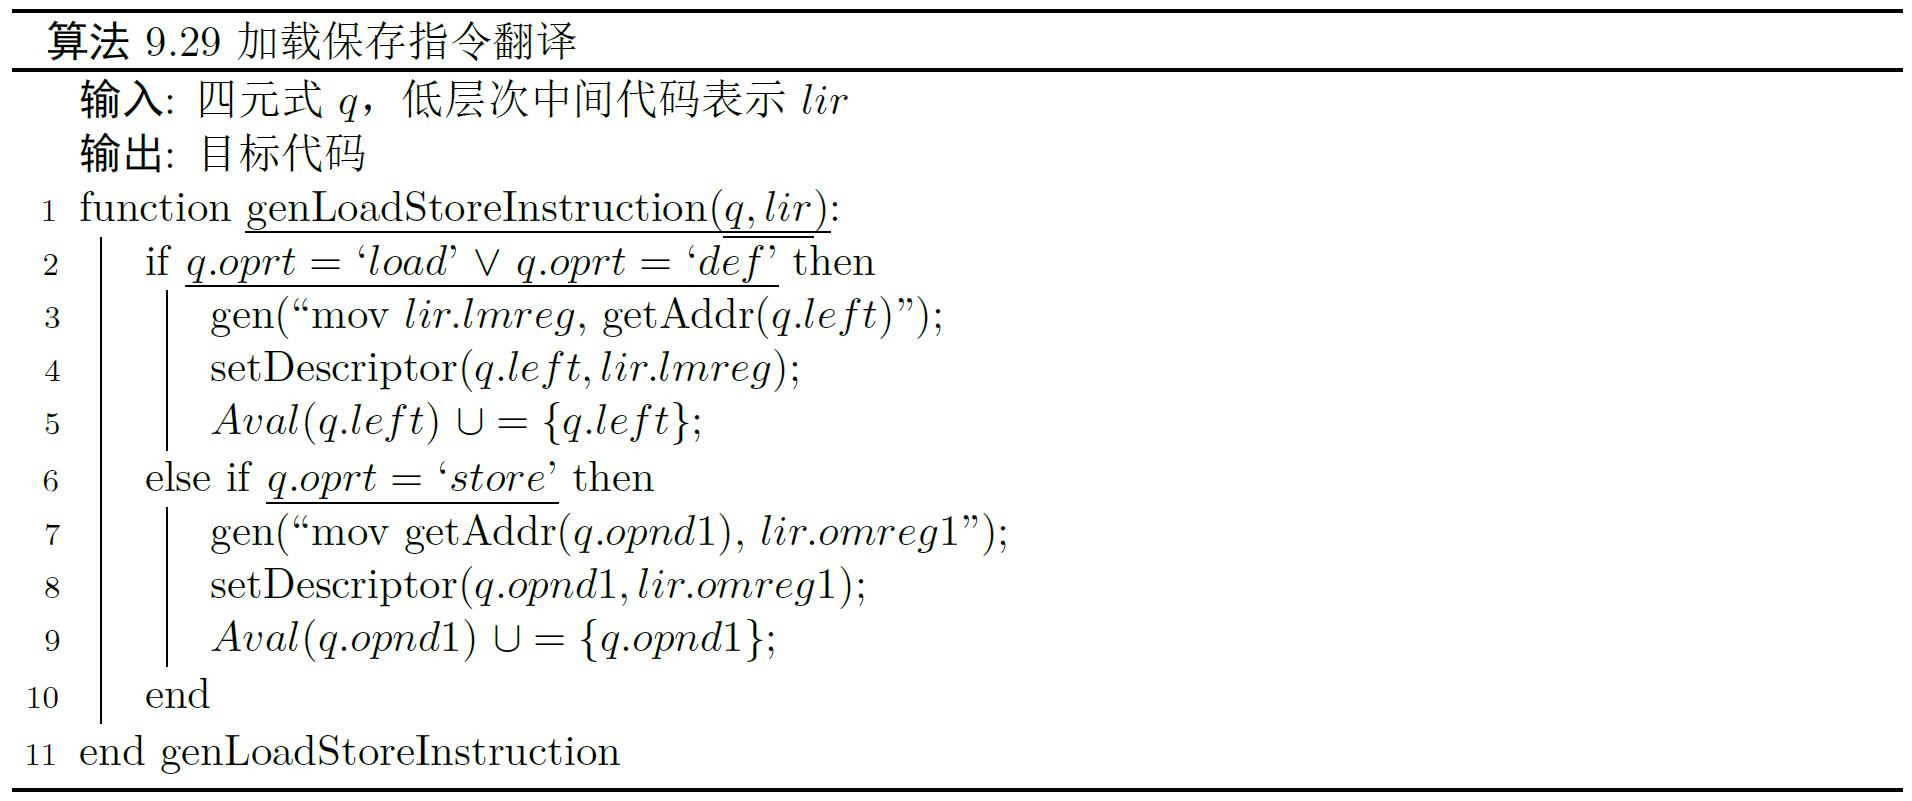 算法 9.29 加载保存指令翻译
输入: 四元式 q，低层次中间代码表示 lir
输出: 目标代码
1 function genLoadStoreInstruction(q, lir):
2 if q.oprt = ‘load’ ∨ q.oprt = ‘def’ then
3 gen(“mov lir.lmreg, getAddr(q.left)”);
4 setDescriptor(q.left, lir.lmreg);
5 Aval(q.left) ∪ = {q.left};
6 else if q.oprt = ‘store’ then
7 gen(“mov getAddr(q.opnd1), lir.omreg1”);
8 setDescriptor(q.opnd1, lir.omreg1);
9 Aval(q.opnd1) ∪ = {q.opnd1};
10 end
11 end genLoadStoreInstruction